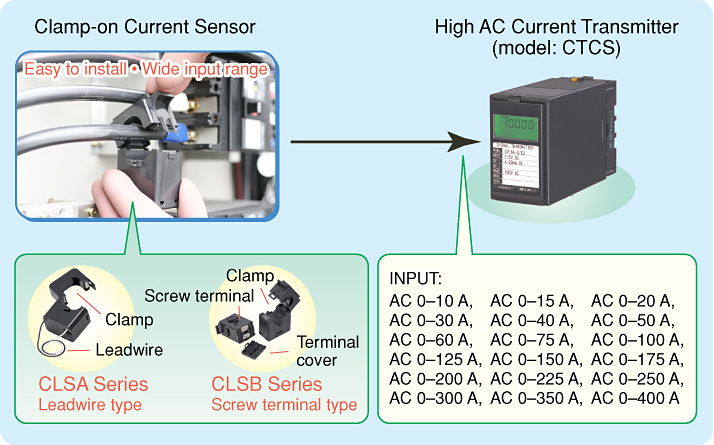 Clamp-on Current Sensor
High AC Current Transmitter
(model: CTCS)
Easy to install • Wide input range
10.000
Clamp
Leadwire
CLSA Series
Leadwire type
Clamp
Screw terminal
Terminal
cover
CLSB Series
Screw terminal type
INPUT:
AC 0–10 A, AC 0–15 A, AC 0–20 A,
AC 0–30 A, AC 0–40 A, AC 0–50 A,
AC 0–60 A, AC 0–75 A, AC 0–100 A,
AC 0–125 A, AC 0–150 A, AC 0–175 A,
AC 0–200 A, AC 0–225 A, AC 0–250 A,
AC 0–300 A, AC 0–350 A, AC 0–400 A